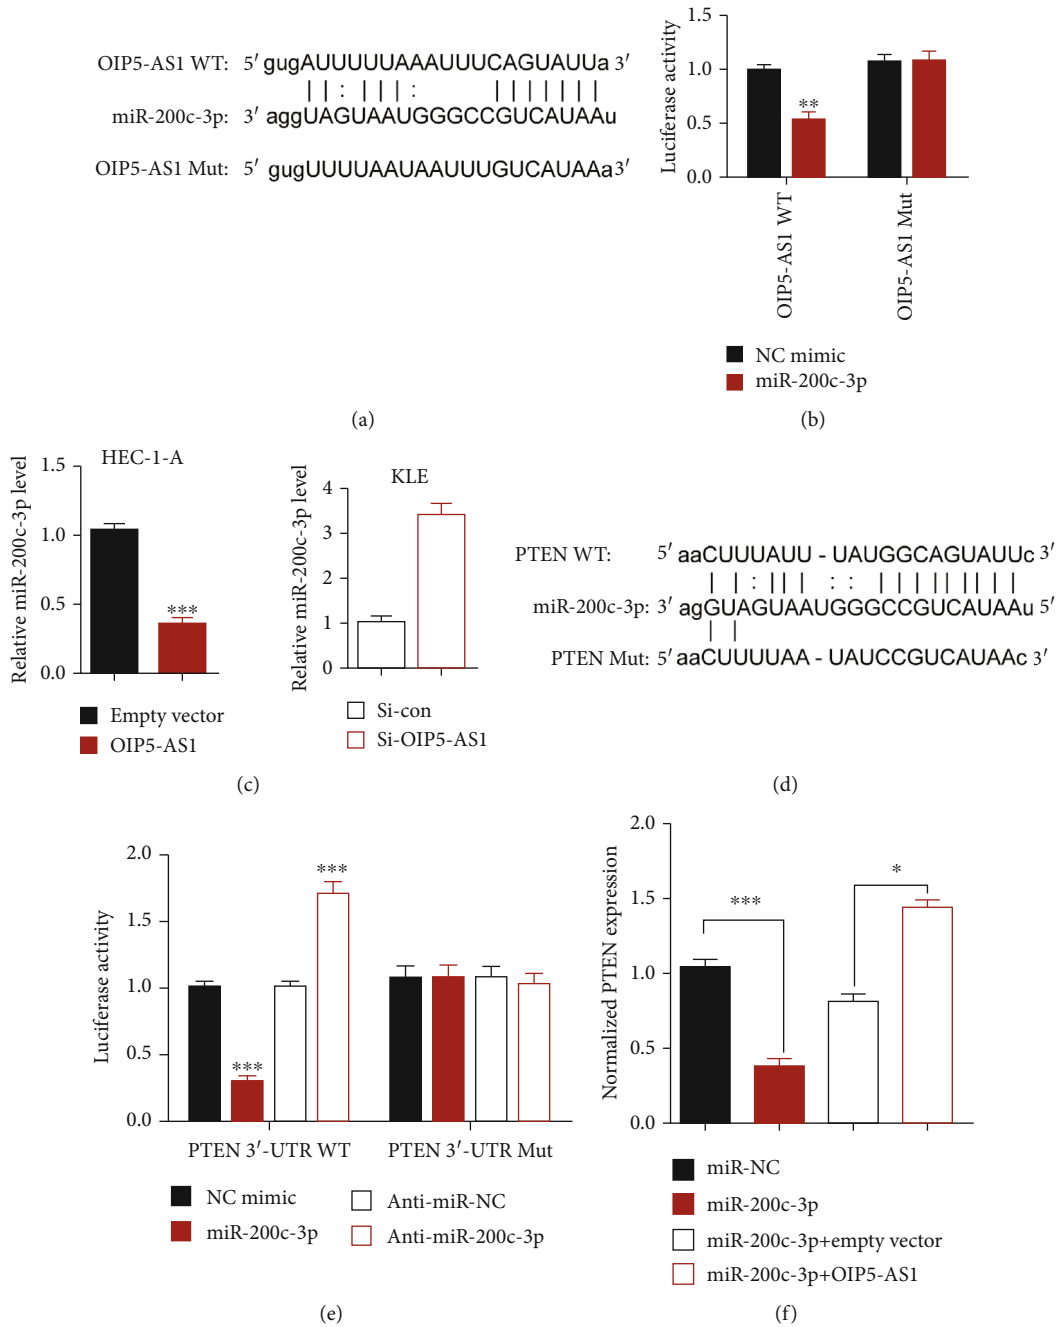 OIP5-AS1 WT: 5′ gugAUUUUUAAAUUUCAGUAUUa 3′
miR-200c-3p: 3′ aggUAGUAAUGGGCCGUCAUAAu
OIP5-AS1 Mut: 5′ gugUUUUAAUAAUUUGUCAUAAa 3′
(a)
Luciferase activity
1.5
1.0
0.5
0.0
**
OIP5-AS1 WT
OIP5-AS1 Mut
NC mimic
miR-200c-3p
(b)
HEC-1-A
Relative miR-200c-3p level
1.5
1.0
0.5
0.0
***
Empty vector
OIP5-AS1
KLE
Relative miR-200c-3p level
4
3
2
1
0
Si-con
Si-OIP5-AS1
(c)
PTEN WT: 5′ aaCUUUAUU - UAUGGCAGUAUUc 3′
miR-200c-3p: 3′ agGUAGUAAUGGGCCGUCAUAAu 5′
PTEN Mut: 5′ aaCUUUUAA - UAUCCGUCAUAAc 3′
(d)
Luciferase activity
2.0
1.5
1.0
0.5
0.0
***
***
PTEN 3′-UTR WT
PTEN 3′-UTR Mut
NC mimic
miR-200c-3p
Anti-miR-NC
Anti-miR-200c-3p
(e)
Normalized PTEN expression
2.0
1.5
1.0
0.5
0.0
***
*
miR-NC
miR-200c-3p
miR-200c-3p+empty vector
miR-200c-3p+OIP5-AS1
(f)